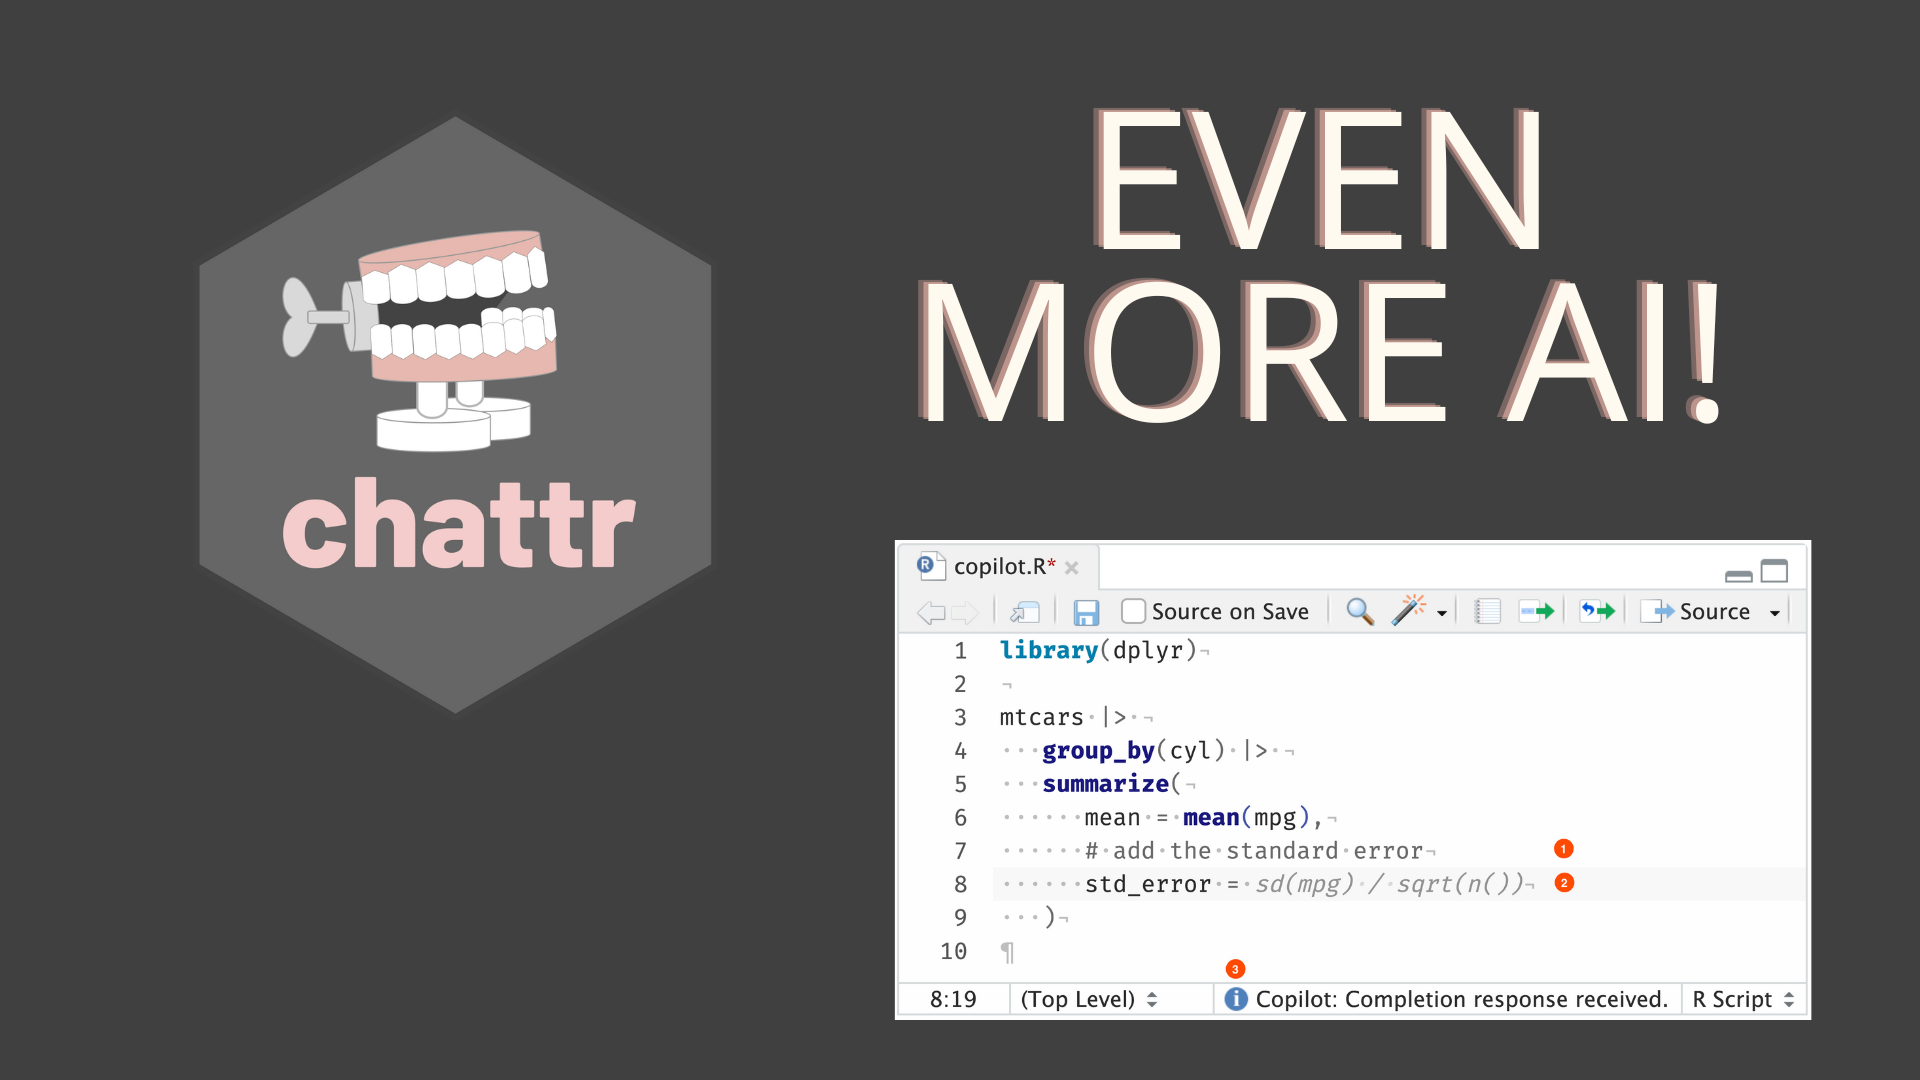 chattr
EVEN
MORE AI!
R copilot.R* ×
Source on Save Source
1 library(dplyr)¬
2 ¬
3 mtcars·|>·¬
4 ···group_by(cyl)·|>·¬
5 ···summarize(¬
6 ······mean·=·mean(mpg),¬
7 ······#·add·the·standard·error¬ 1
8 ······std_error·=·sd(mpg)·/·sqrt(n())¬ 2
9 ···)¬
10 ¶
3
8:19 (Top Level) i Copilot: Completion response received. R Script